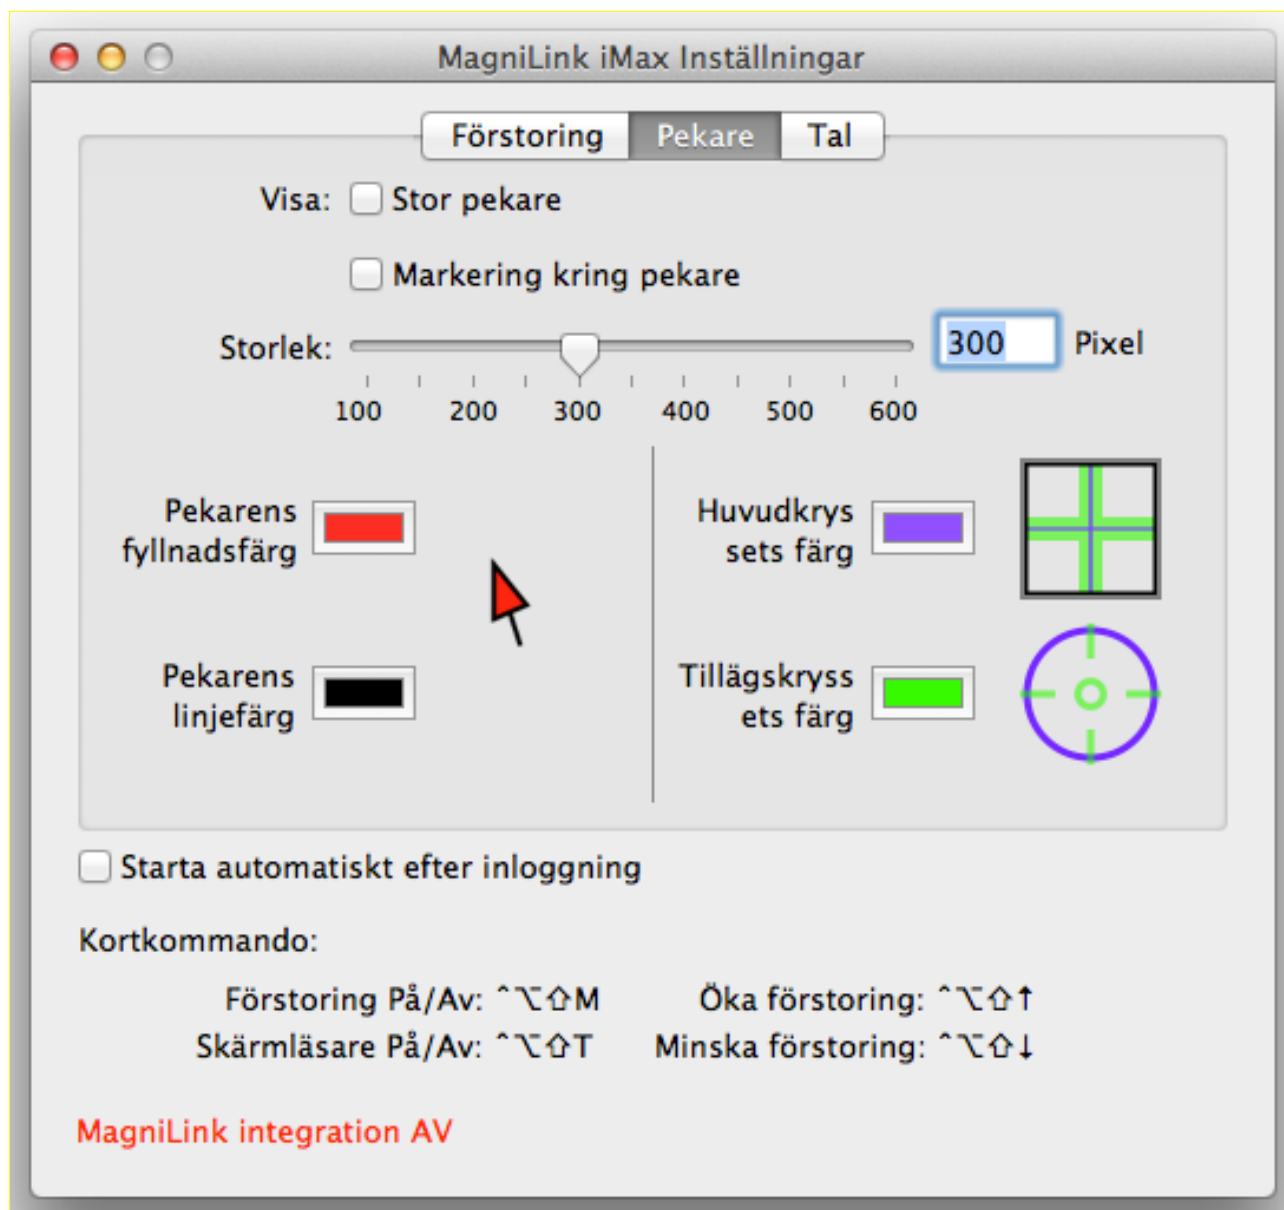 MagniLink iMax Inställningar
Förstoring Pekare Tal
Visa: Stor pekare
Markering kring pekare
Storlek: 300 Pixel
100 200 300 400 500 600
Pekarens
fyllnadsfärg
Huvudkrys
sets färg
Pekarens
linjefärg
Tillägskryss
ets färg
Starta automatiskt efter inloggning
Kortkommando:
Förstoring På/Av: ⌃⌥⇧M Öka förstoring: ⌃⌥⇧↑
Skärmläsare På/Av: ⌃⌥⇧T Minska förstoring: ⌃⌥⇧↓
MagniLink integration AV